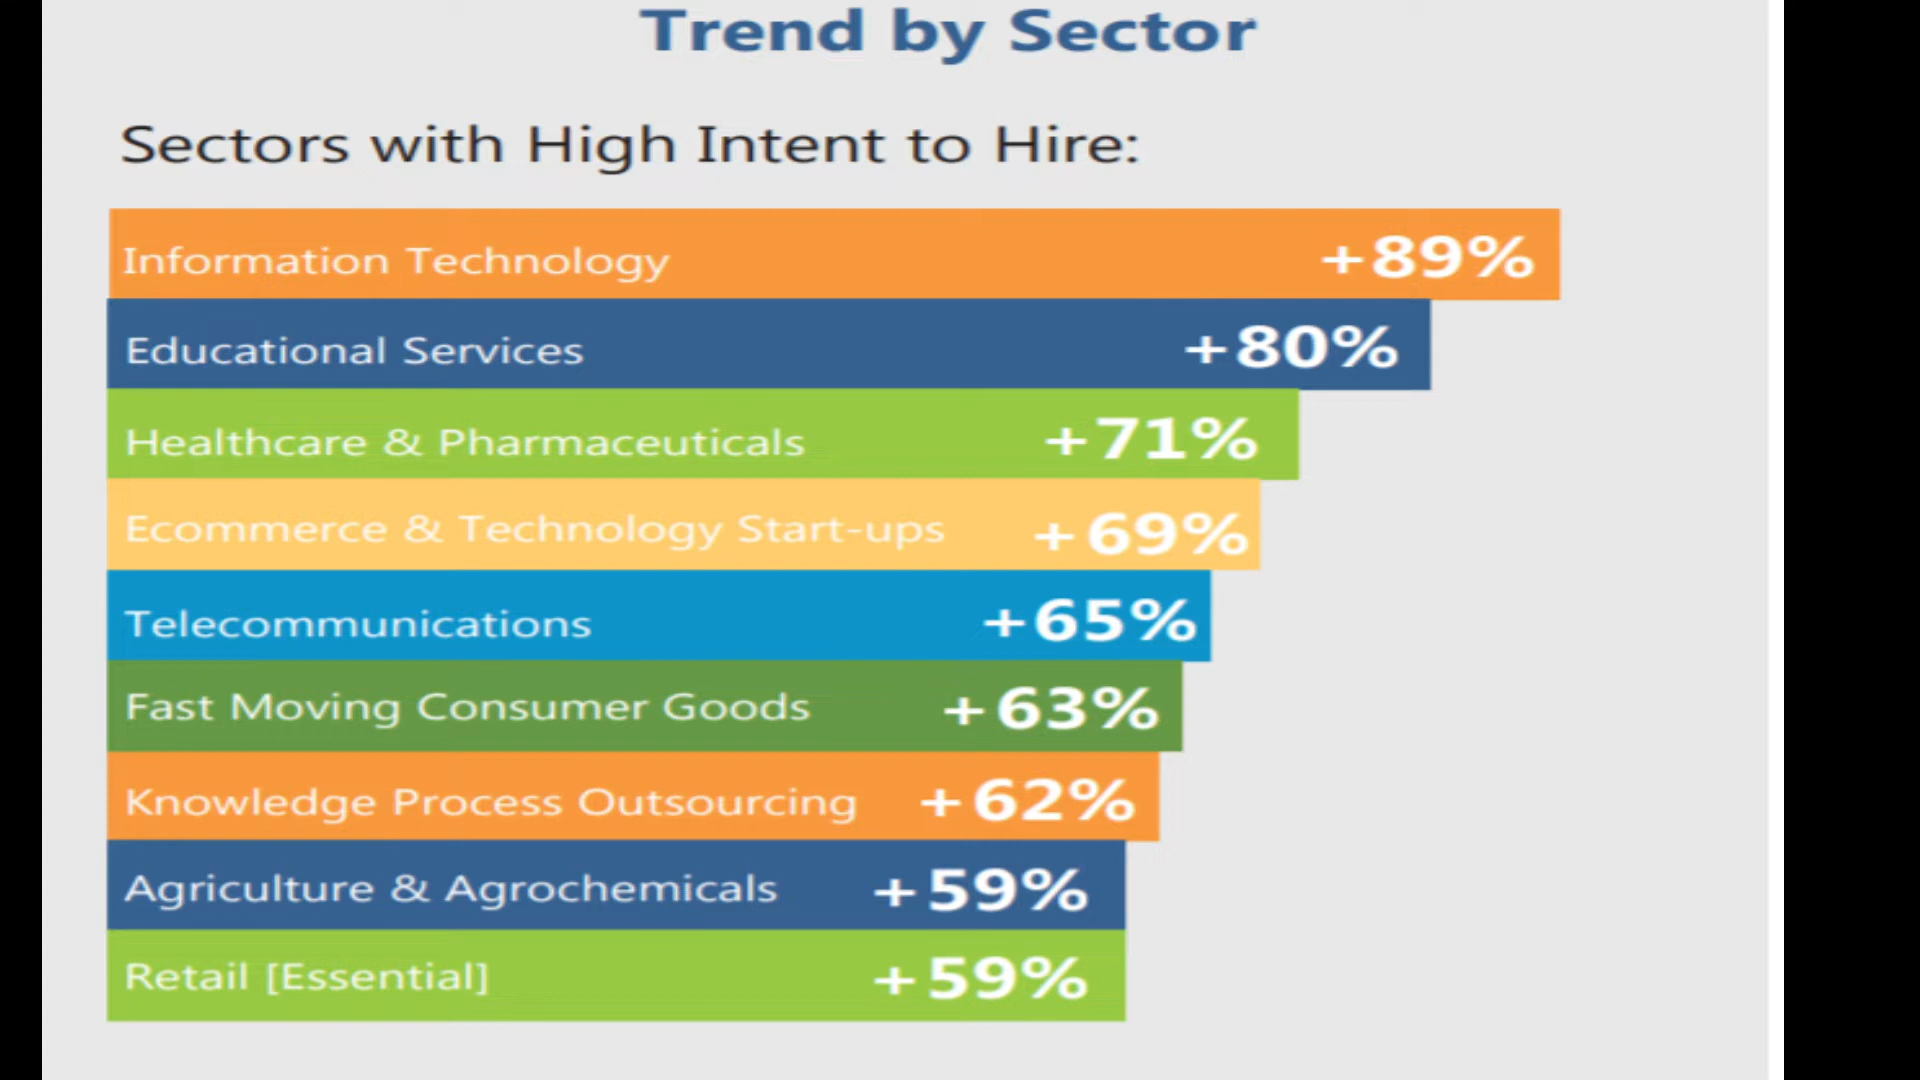 Trend by Sector
Sectors with High Intent to Hire:
Information Technology +89%
Educational Services +80%
Healthcare & Pharmaceuticals +71%
Ecommerce & Technology Start-ups +69%
Telecommunications +65%
Fast Moving Consumer Goods +63%
Knowledge Process Outsourcing +62%
Agriculture & Agrochemicals +59%
Retail [Essential] +59%